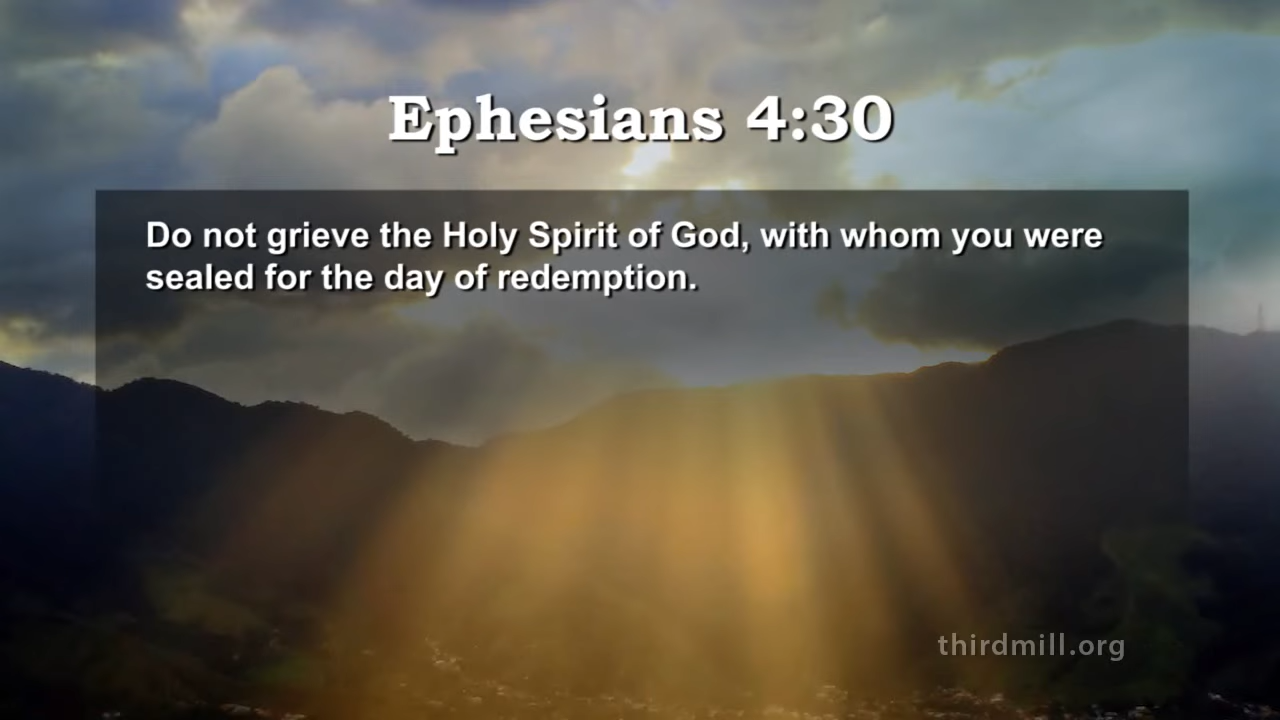 Ephesians 4:30
Do not grieve the Holy Spirit of God, with whom you were
sealed for the day of redemption.
thirdmill.org